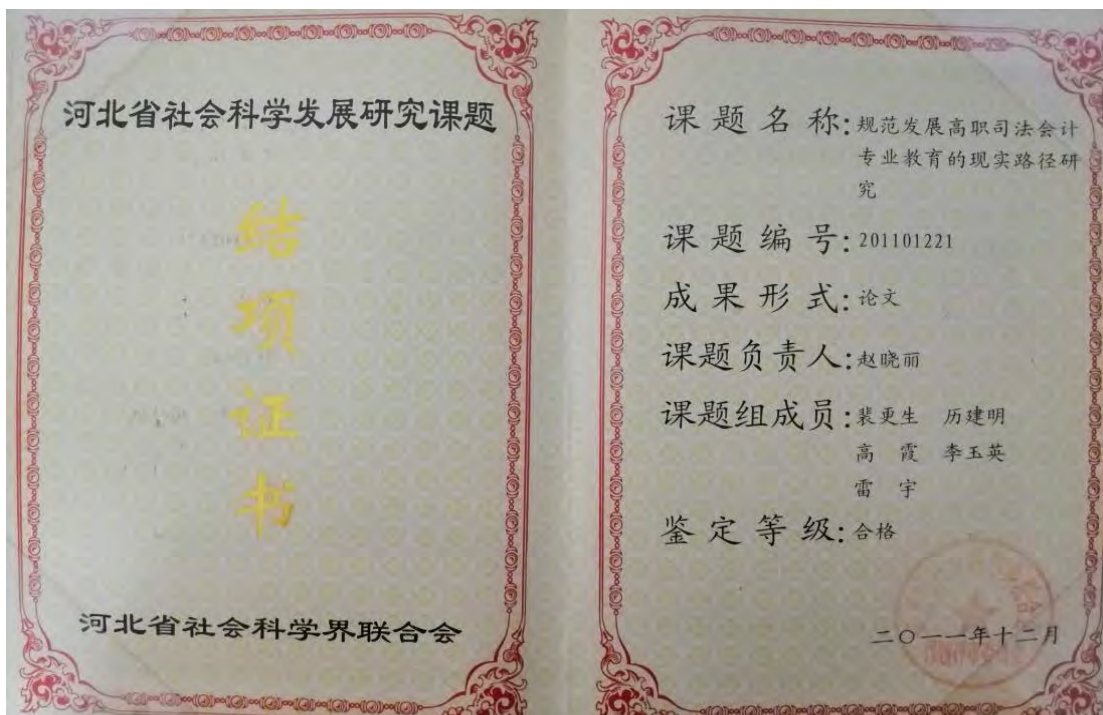 河北省社会科学发展研究课题
结项证书
河北省社会科学界联合会
课题名称:规范发展高职司法会计
专业教育的现实路径研
究
课题编号:201101221
成果形式:论文
课题负责人:赵晓丽
课题组成员:裴更生 历建明
高霞 李玉英
雷宇
鉴定等级:合格
二〇一一年十二月